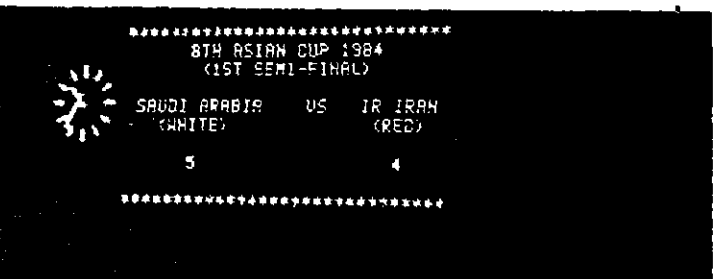 ***********************************
8TH ASIAN CUP 1984
(1ST SEMI-FINAL)
SAUDI ARABIA VS IR IRAN
(WHITE) (RED)
5 4
***********************************